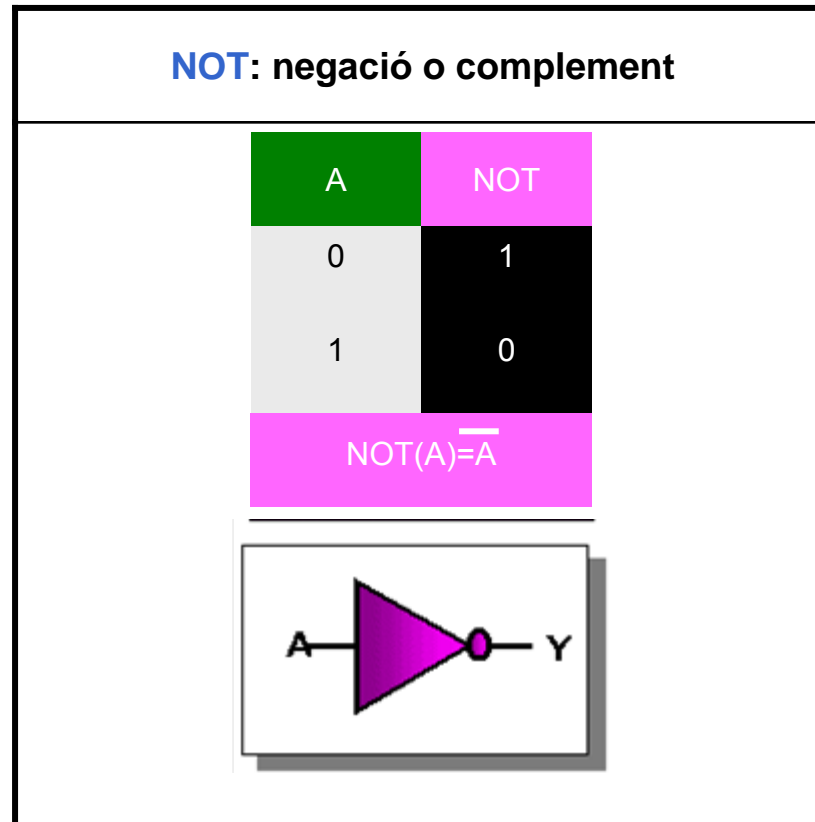 NOT: negació o complement
A NOT
0 1
1 0
NOT(A)=A̅
A Y